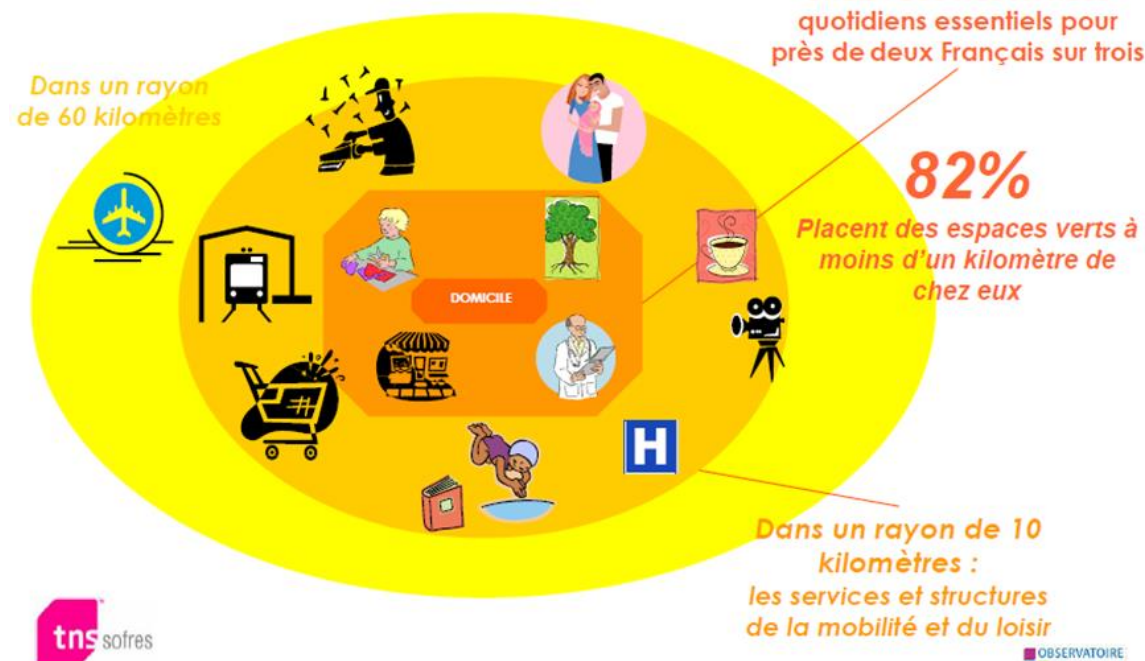 quotidiens essentiels pour
près de deux Français sur trois
Dans un rayon
de 60 kilomètres
82%
Placent des espaces verts à
moins d'un kilomètre de
chez eux
DOMICILE
H
Dans un rayon de 10
kilomètres :
les services et structures
de la mobilité et du loisir
tns sofres
OBSERVATOIRE